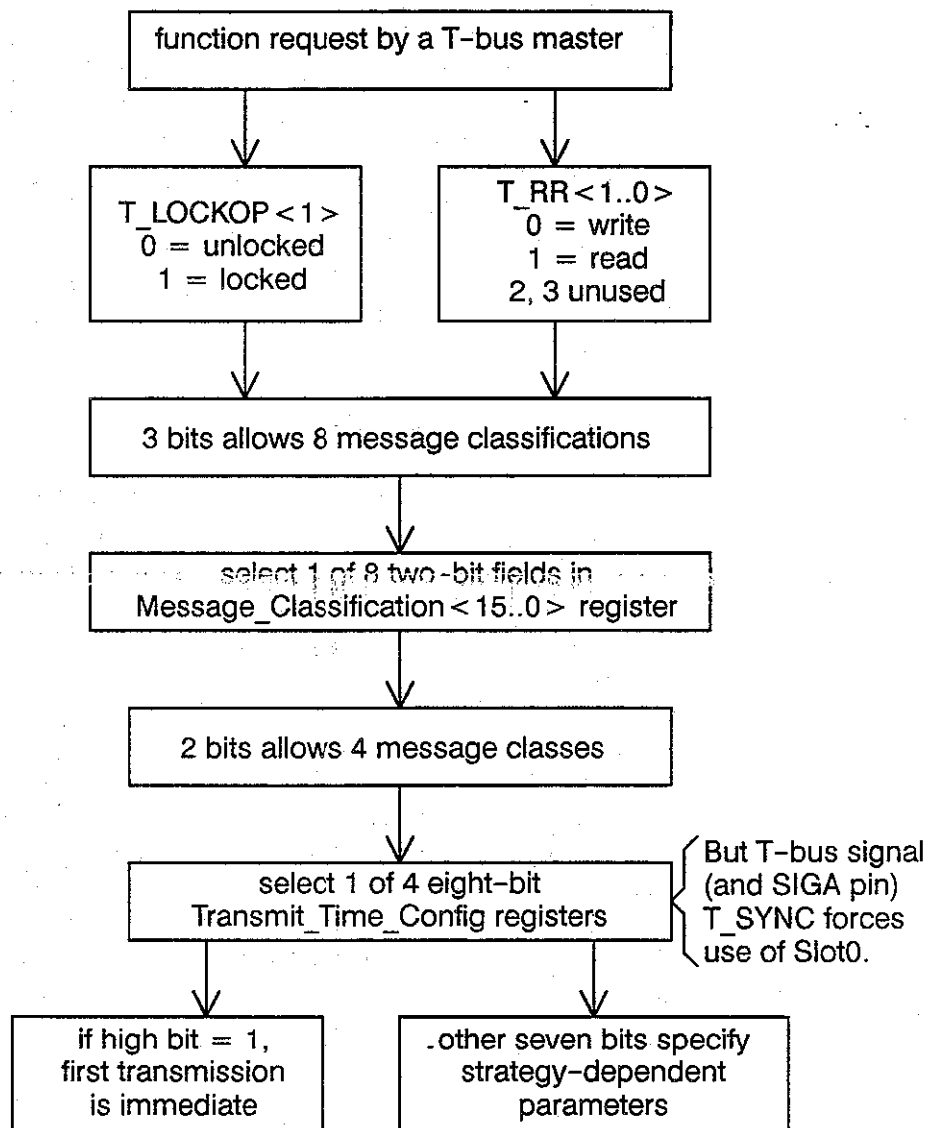 function request by a T-bus master
T_LOCKOP<1>
0 = unlocked
1 = locked
T_RR<1..0>
0 = write
1 = read
2, 3 unused
3 bits allows 8 message classifications
select 1 of 8 two-bit fields in
Message_Classification<15..0> register
2 bits allows 4 message classes
select 1 of 4 eight-bit
Transmit_Time_Config registers
But T-bus signal
(and SIGA pin)
T_SYNC forces
use of Slot0.
if high bit = 1,
first transmission
is immediate
other seven bits specify
strategy-dependent
parameters